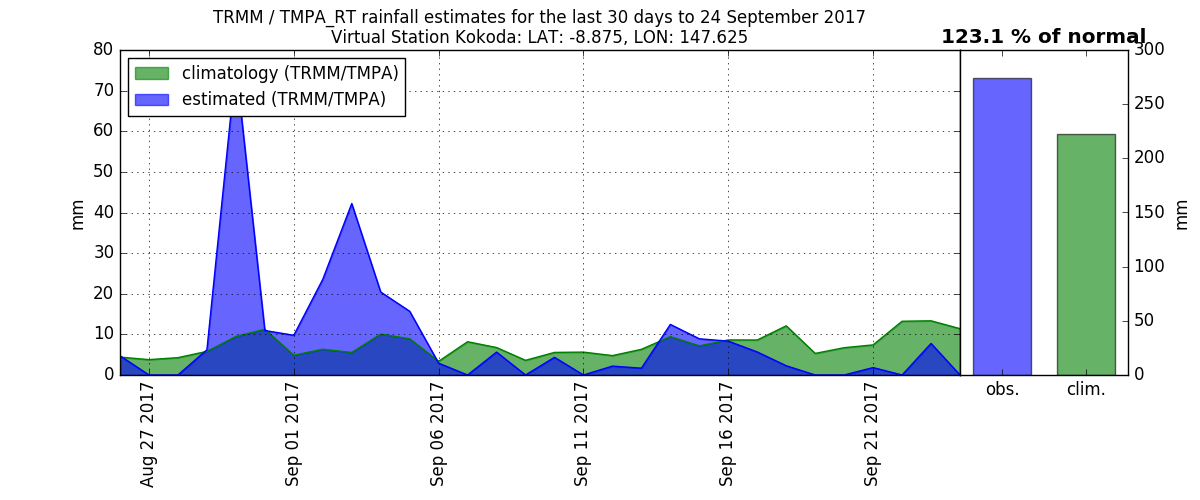 TRMM / TMPA_RT rainfall estimates for the last 30 days to 24 September 2017
Virtual Station Kokoda: LAT: -8.875, LON: 147.625
123.1 % of normal
climatology (TRMM/TMPA)
estimated (TRMM/TMPA)
80
70
60
50
40
30
20
10
0
mm
Aug 27 2017
Sep 01 2017
Sep 06 2017
Sep 11 2017
Sep 16 2017
Sep 21 2017
obs.
clim.
300
250
200
150
100
50
0
mm